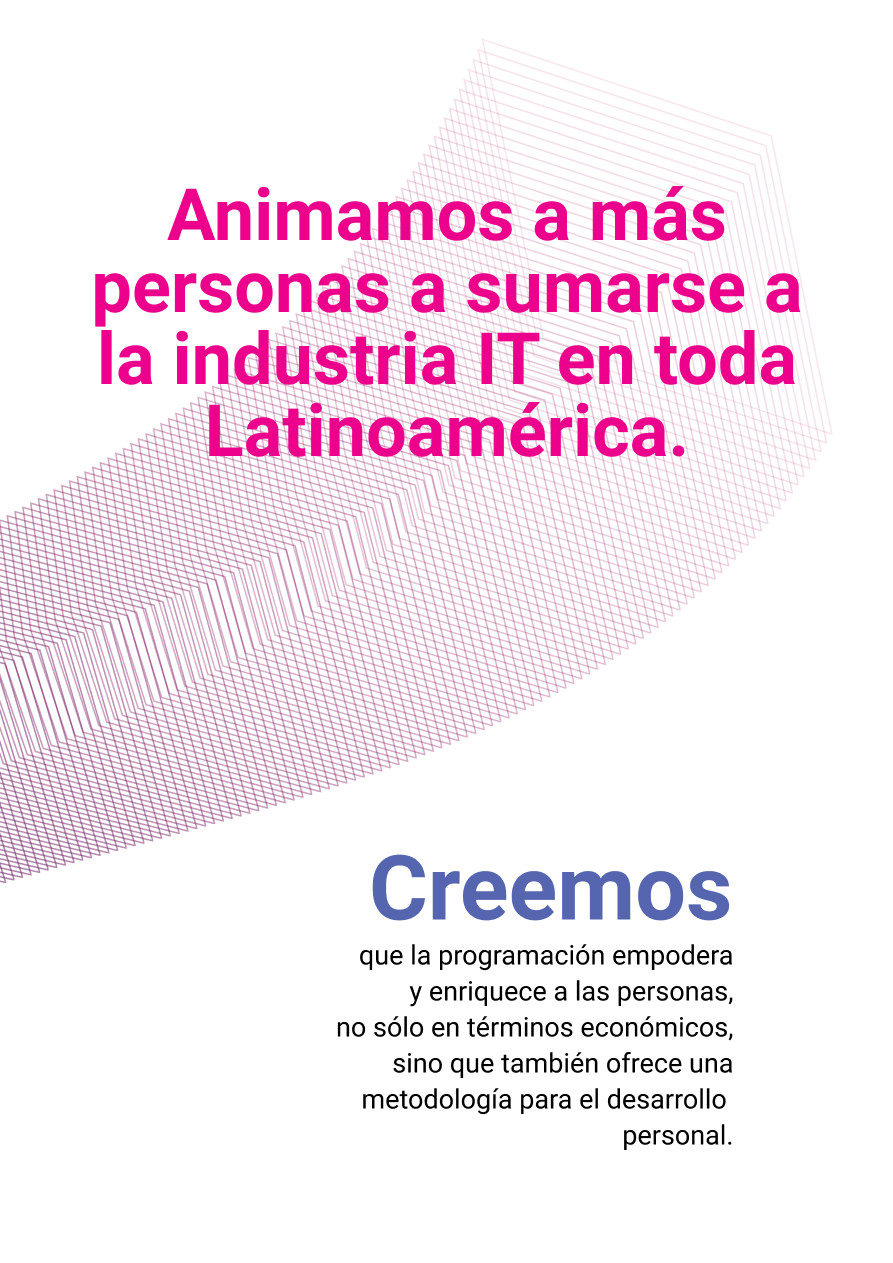 Animamos a más
personas a sumarse a
la industria IT en toda
Latinoamérica.
Creemos
que la programación empodera
y enriquece a las personas,
no sólo en términos económicos,
sino que también ofrece una
metodología para el desarrollo
personal.